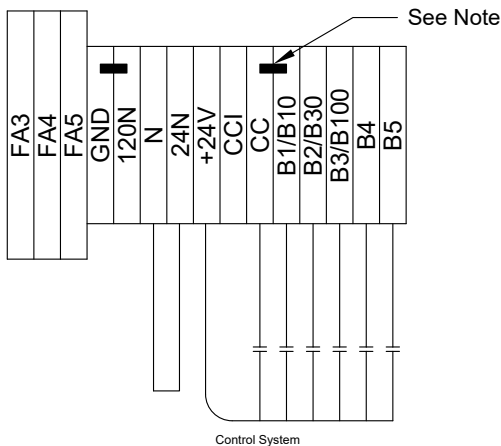 See Note
FA3
FA4
FA5
GND
120N
N
24N
+24V
CCI
CC
B1/B10
B2/B30
B3/B100
B4
B5
Control System